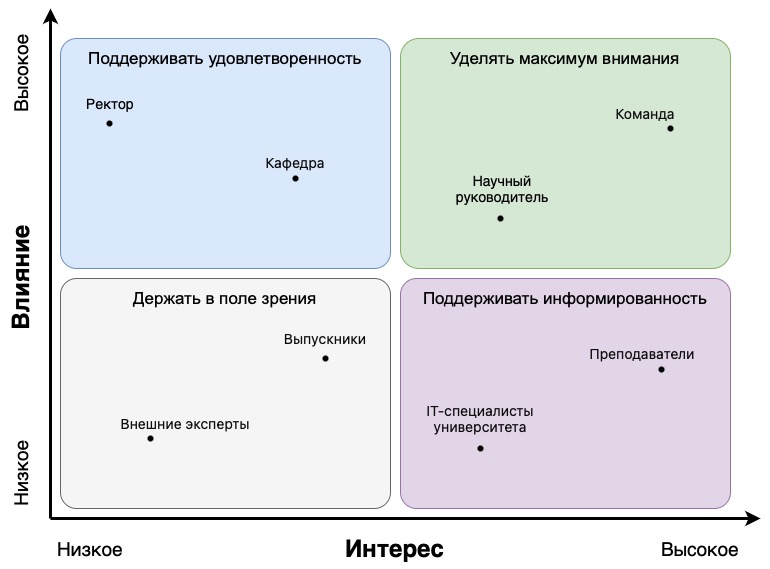 Высокое
Поддерживать удовлетворенность
Ректор
Кафедра
Уделять максимум внимания
Команда
Научный
руководитель
Влияние
Держать в поле зрения
Выпускники
Внешние эксперты
Поддерживать информированность
Преподаватели
IT-специалисты
университета
Низкое
Низкое
Интерес
Высокое